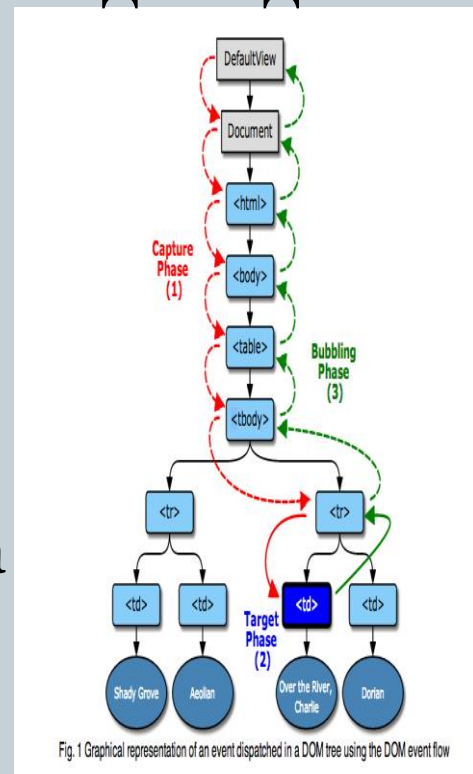 DefaultView
Document
<html>
Capture
Phase
(1)
<body>
<table>
Bubbling
Phase
(3)
<tbody>
<tr>
<tr>
<td>
<td>
<td>
<td>
Target
Phase
(2)
Shady Grove
Aeolian
Over the River,
Charlie
Dorian
Fig. 1 Graphical representation of an event dispatched in a DOM tree using the DOM event flow